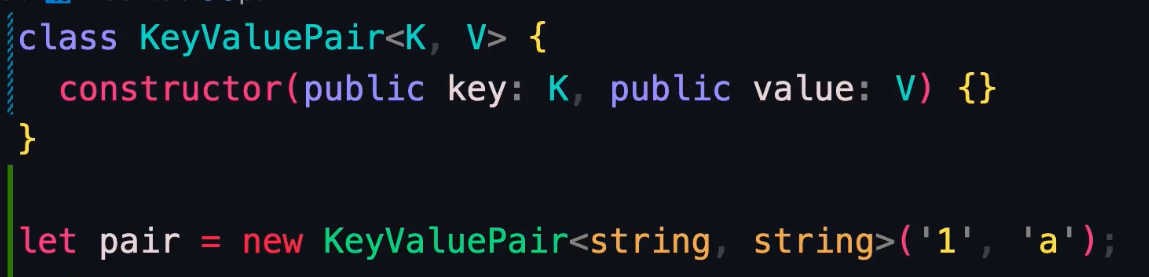 class KeyValuePair<K, V> {
  constructor(public key: K, public value: V) {}
}
let pair = new KeyValuePair<string, string>('1', 'a');